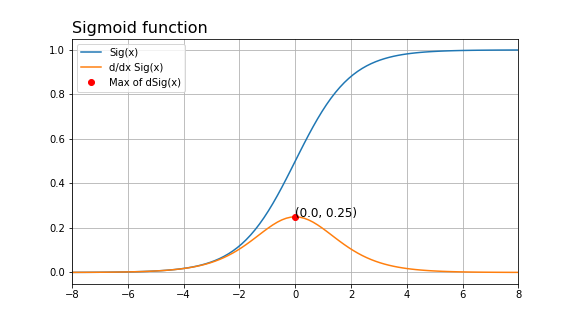 Sigmoid function
1.0
Sig(x)
d/dx Sig(x)
Max of dSig(x)
0.8
0.6
0.4
(0.0, 0.25)
0.2
0.0
−8 −6 −4 −2 0 2 4 6 8